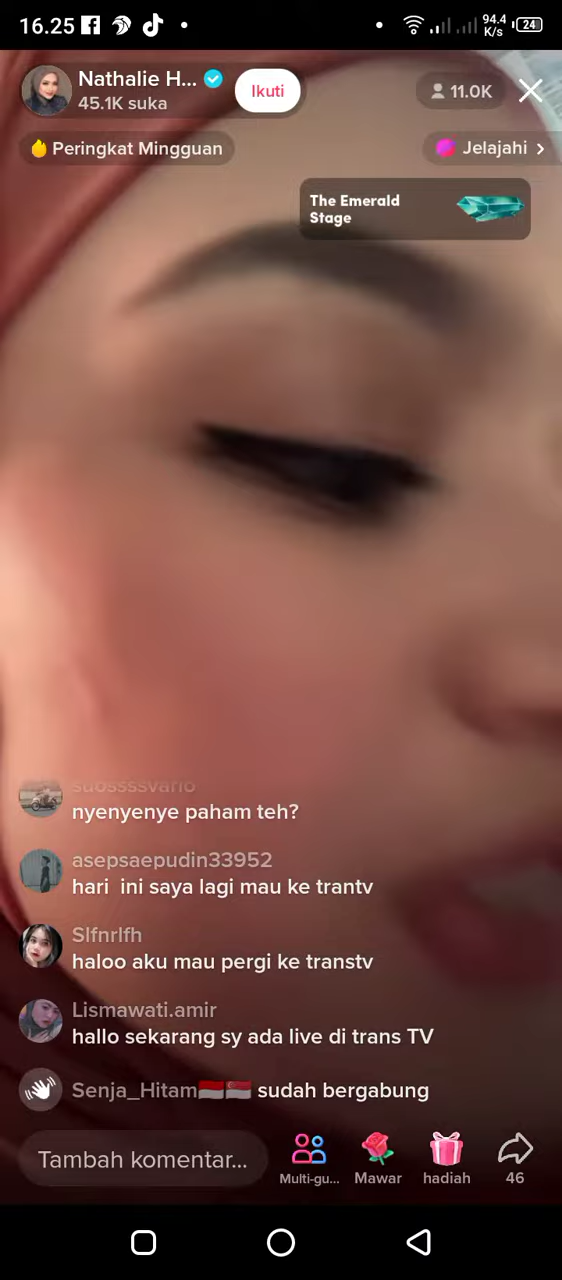 16.25
94.4
K/s
24
Nathalie H...
45.1K suka
Ikuti
11.0K
Peringkat Mingguan
Jelajahi
The Emerald
Stage
suossssvario
nyenyenye paham teh?
asepsaepudin33952
hari ini saya lagi mau ke trantv
Slfnrlfh
haloo aku mau pergi ke transtv
Lismawati.amir
hallo sekarang sy ada live di trans TV
Senja_Hitam🇮🇩🇸🇬 sudah bergabung
Tambah komentar...
Multi-gu...
Mawar
hadiah
46